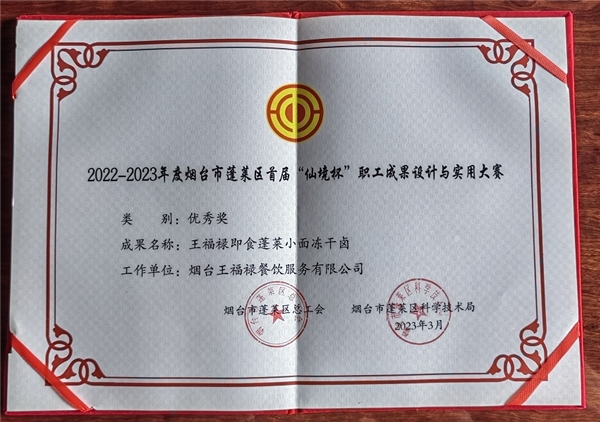 2022-2023年度烟台市蓬莱区首届“仙境杯”职工成果设计与实用大赛
类 别：优秀奖
成果名称：王福禄即食蓬莱小面冻干卤
工作单位：烟台王福禄餐饮服务有限公司
烟台市蓬莱区总工会 烟台市蓬莱区科学技术局
2023年3月